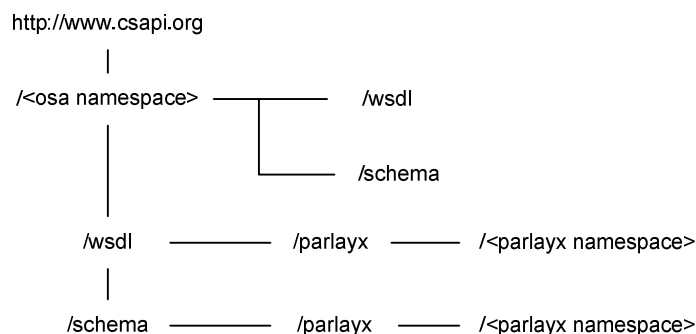 http://www.csapi.org
/<osa namespace>
/wsdl
/schema
/wsdl
/parlayx
/<parlayx namespace>
/schema
/parlayx
/<parlayx namespace>